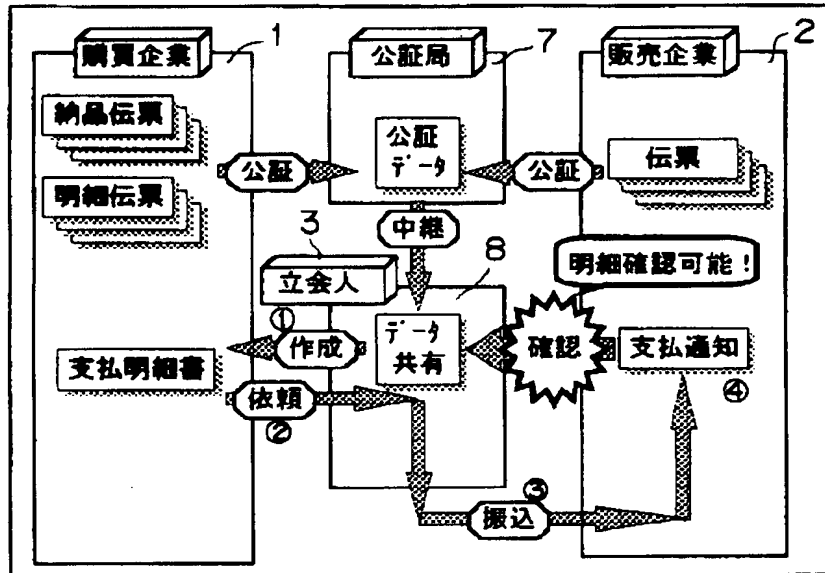 購買企業
1
公証局
7
販売企業
2
納品伝票
公証
公証
データ
公証
伝票
明細伝票
中継
3
立会人
8
明細確認可能!
①
作成
データ
共有
確認
支払通知
支払明細書
依頼
②
④
③
振込